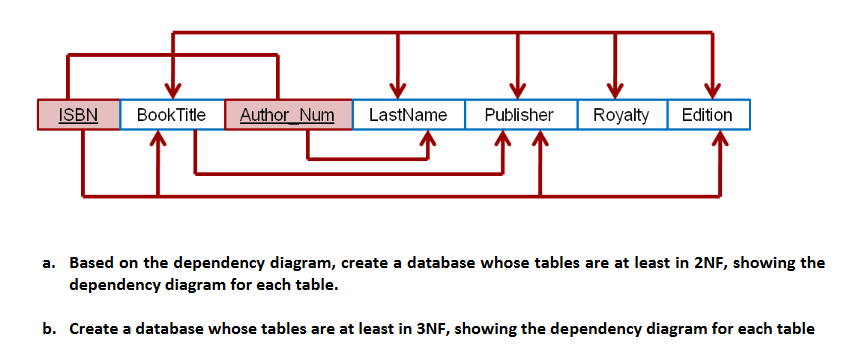 ISBN BookTitle Author_Num LastName Publisher Royalty Edition
a. Based on the dependency diagram, create a database whose tables are at least in 2NF, showing the
dependency diagram for each table.
b. Create a database whose tables are at least in 3NF, showing the dependency diagram for each table